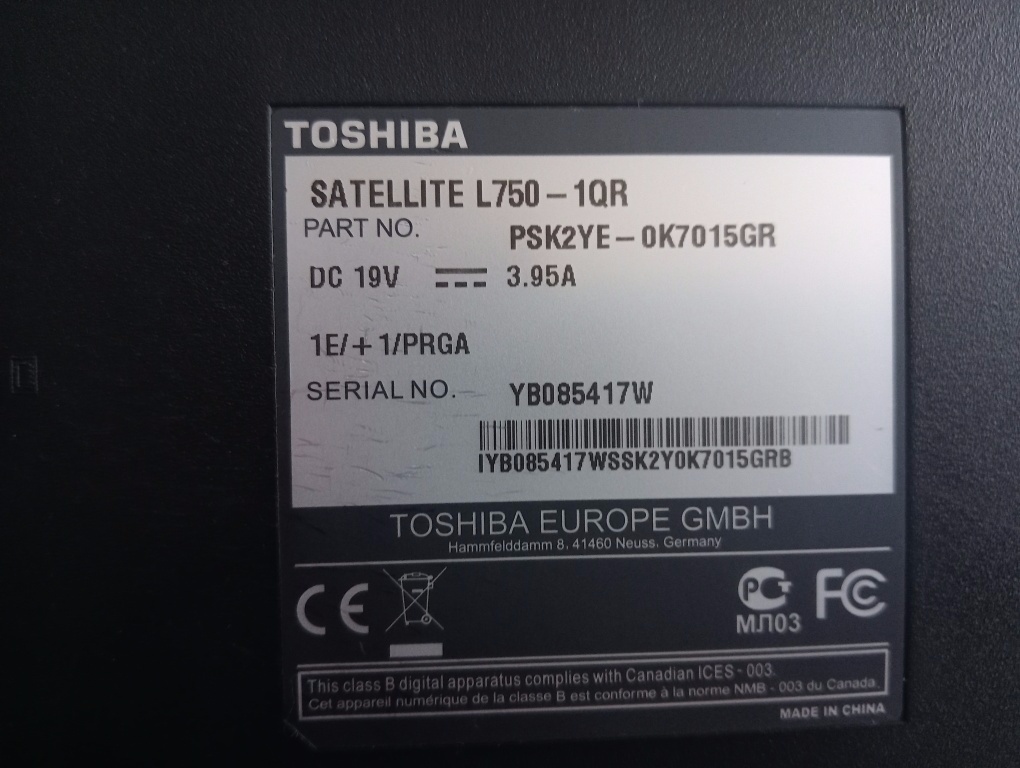 TOSHIBA
SATELLITE L750-1QR
PART NO. PSK2YE-0K7015GR
DC 19V 3.95A
1E/+1/PRGA
SERIAL NO. YB085417W
IYB085417WSSK2Y0K7015GRB
TOSHIBA EUROPE GMBH
Hammfelddamm 8, 41460 Neuss, Germany
CE
РСТ FC
МЛ03
This class B digital apparatus complies with Canadian ICES - 003.
Cet appareil numérique de la classe B est conforme à la norme NMB - 003 du Canada.
MADE IN CHINA